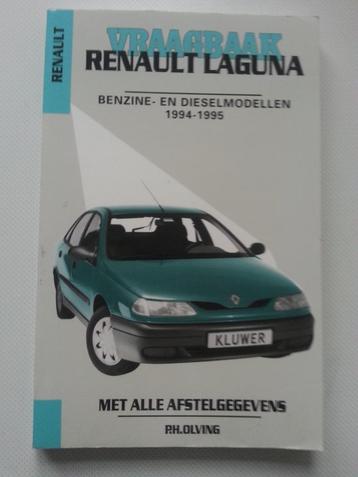 RENAULT
VRAAGBAAK
RENAULT LAGUNA
BENZINE- EN DIESELMODELLEN
1994-1995
KLUWER
MET ALLE AFSTELGEGEVENS
P.H. OLVING